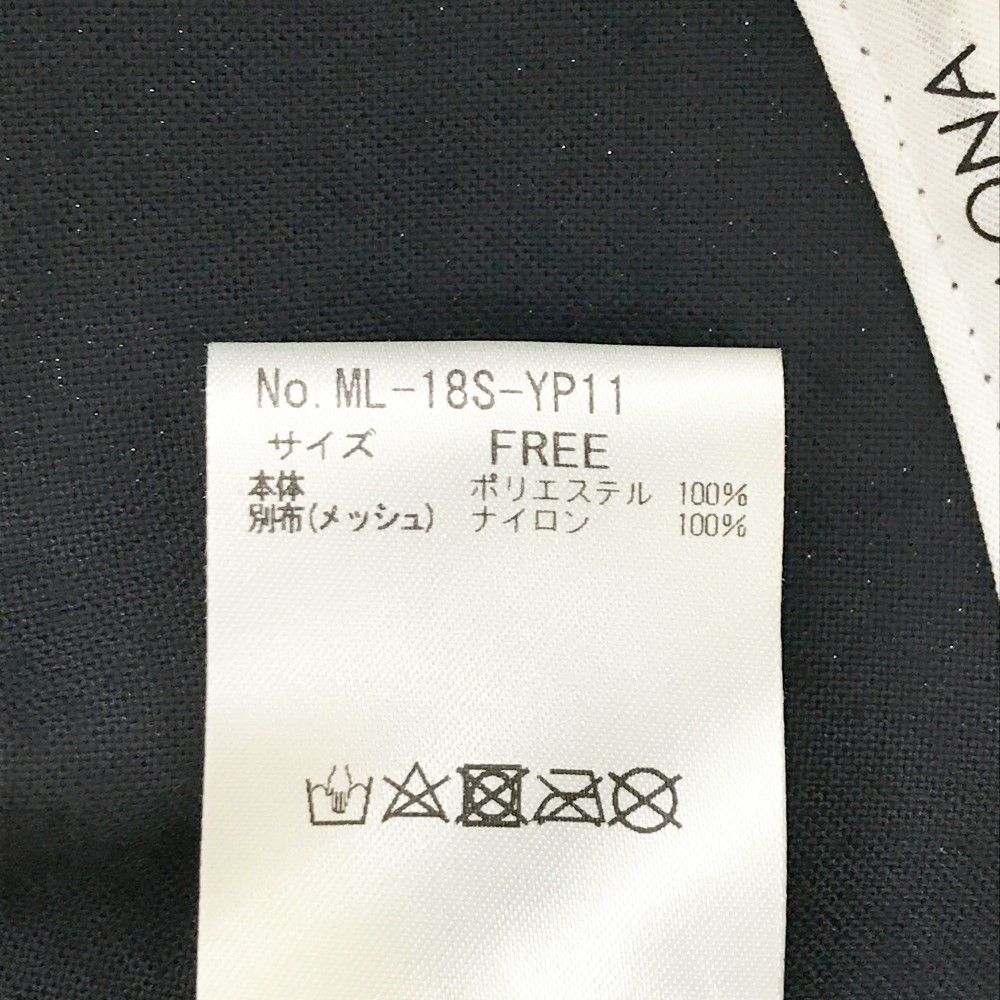 No. ML-18S-YP11
サイズ FREE
本体 ポリエステル 100%
別布(メッシュ) ナイロン 100%
ONA